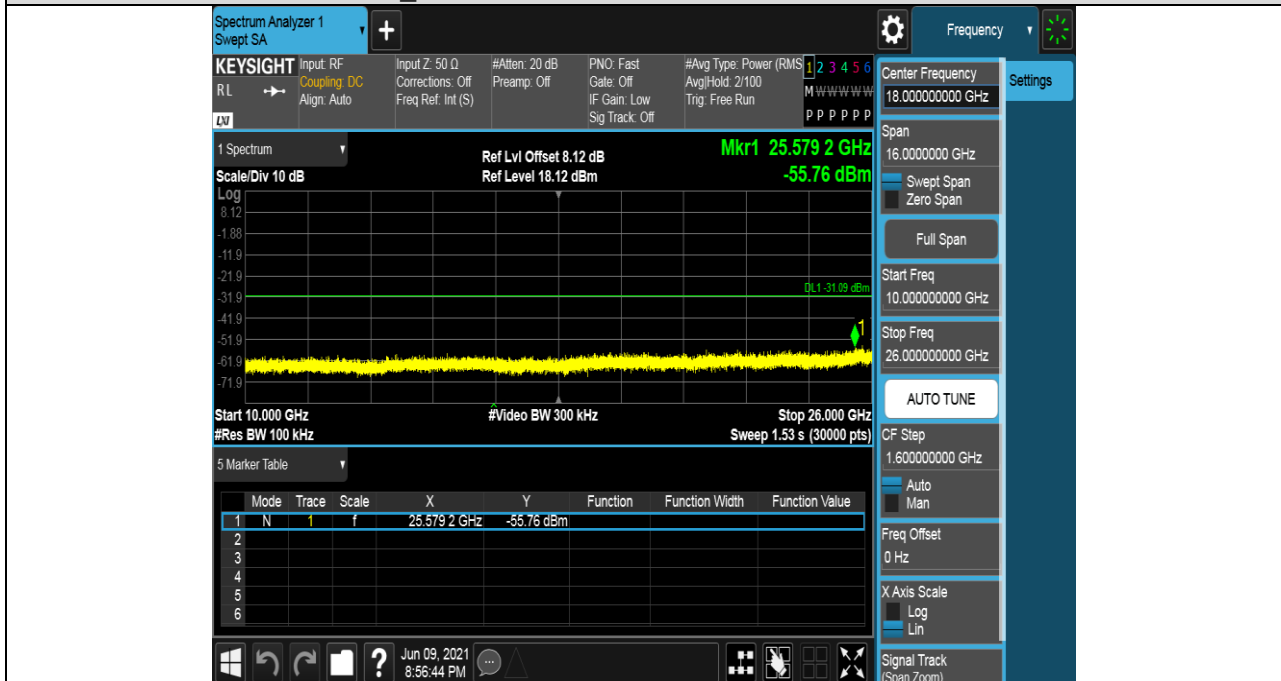 Spectrum Analyzer 1
Swept SA
+
Frequency
KEYSIGHT
RL
LXI
Input: RF
Coupling: DC
Align: Auto
Input Z: 50 Ω
Corrections: Off
Freq Ref: Int (S)
#Atten: 20 dB
Preamp: Off
PNO: Fast
Gate: Off
IF Gain: Low
Sig Track: Off
#Avg Type: Power (RMS
Avg|Hold: 2/100
Trig: Free Run
1 2 3 4 5 6
M W W W W W
P P P P P P
1 Spectrum
Scale/Div 10 dB
Ref Lvl Offset 8.12 dB
Ref Level 18.12 dBm
Mkr1 25.579 2 GHz
-55.76 dBm
Log
8.12
-1.88
-11.9
-21.9
-31.9
-41.9
-51.9
-61.9
-71.9
DL1 -31.09 dBm
1
Start 10.000 GHz
#Video BW 300 kHz
Stop 26.000 GHz
#Res BW 100 kHz
Sweep 1.53 s (30000 pts)
5 Marker Table
Mode Trace Scale X Y Function Function Width Function Value
1 N 1 f 25.579 2 GHz -55.76 dBm
2
3
4
5
6
?
Jun 09, 2021
8:56:44 PM
Center Frequency
18.000000000 GHz
Settings
Span
16.0000000 GHz
Swept Span
Zero Span
Full Span
Start Freq
10.000000000 GHz
Stop Freq
26.000000000 GHz
AUTO TUNE
CF Step
1.600000000 GHz
Auto
Man
Freq Offset
0 Hz
X Axis Scale
Log
Lin
Signal Track
(Span Zoom)